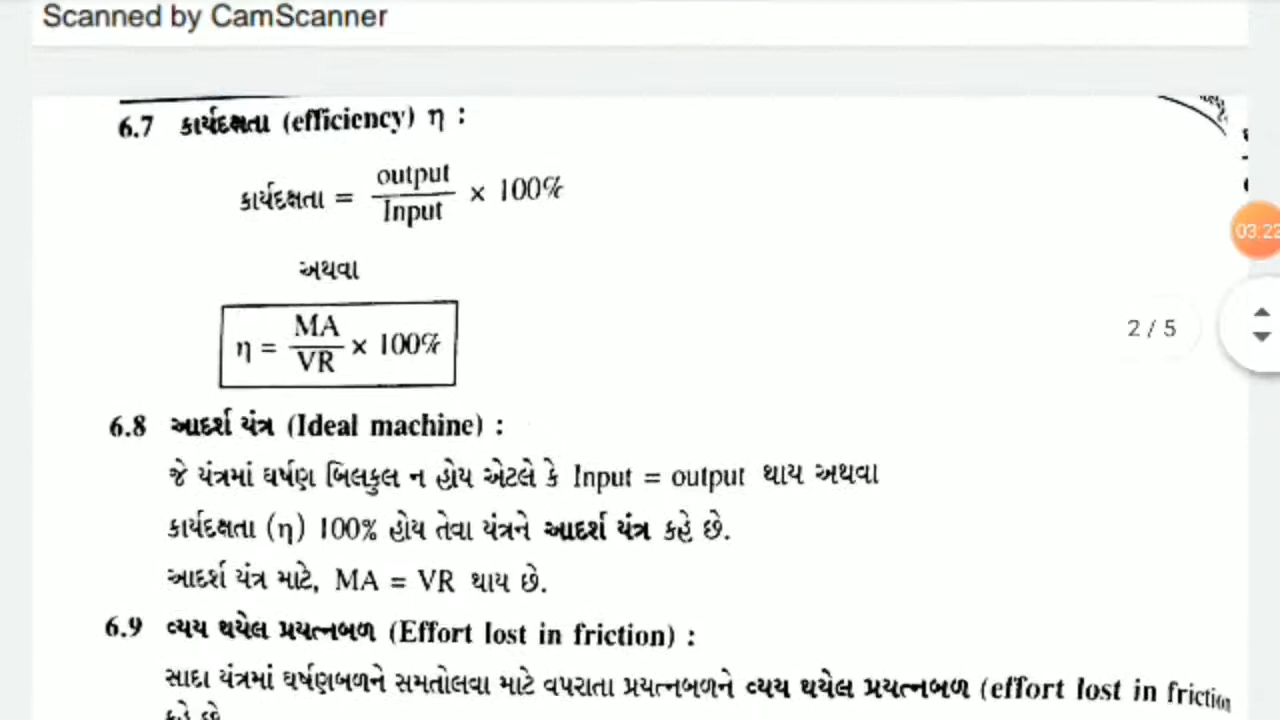 Scanned by CamScanner
6.7 કાર્યદક્ષતા (efficiency) η :
કાર્યદક્ષતા = output / Input × 100%
અથવા
η = MA / VR × 100%
03:22
2 / 5
6.8 આદર્શ યંત્ર (Ideal machine) :
જે યંત્રમાં ઘર્ષણ બિલકુલ ન હોય એટલે કે Input = output થાય અથવા
કાર્યદક્ષતા (η) 100% હોય તેવા યંત્રને આદર્શ યંત્ર કહે છે.
આદર્શ યંત્ર માટે, MA = VR થાય છે.
6.9 વ્યય થયેલ પ્રયત્નબળ (Effort lost in friction) :
સાદા યંત્રમાં ઘર્ષણબળને સમતોલવા માટે વપરાતા પ્રયત્નબળને વ્યય થયેલ પ્રયત્નબળ (effort lost in friction
કહે છે